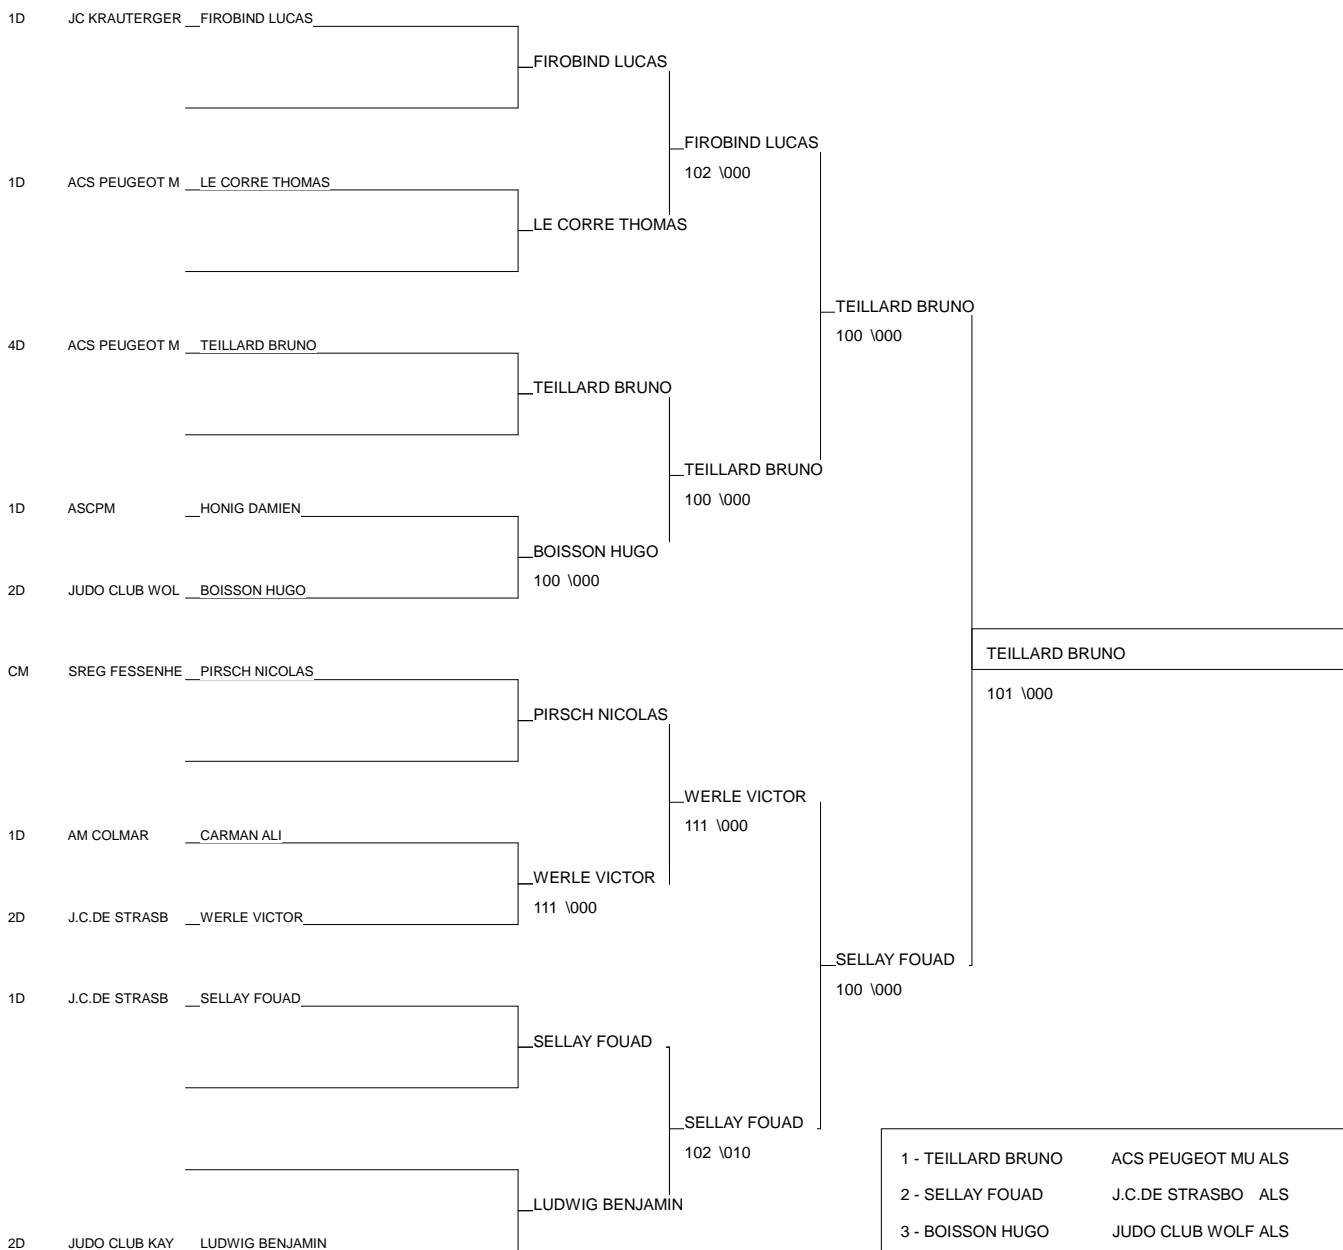 1D JC KRAUTERGER FIROBIND LUCAS
FIROBIND LUCAS
FIROBIND LUCAS
102 \000
1D ACS PEUGEOT M LE CORRE THOMAS
LE CORRE THOMAS
TEILLARD BRUNO
100 \000
4D ACS PEUGEOT M TEILLARD BRUNO
TEILLARD BRUNO
TEILLARD BRUNO
100 \000
1D ASCPM HONIG DAMIEN
BOISSON HUGO
100 \000
2D JUDO CLUB WOL BOISSON HUGO
TEILLARD BRUNO
101 \000
CM SREG FESSENHE PIRSCH NICOLAS
PIRSCH NICOLAS
WERLE VICTOR
111 \000
1D AM COLMAR CARMAN ALI
WERLE VICTOR
111 \000
2D J.C.DE STRASB WERLE VICTOR
SELLAY FOUAD
100 \000
1D J.C.DE STRASB SELLAY FOUAD
SELLAY FOUAD
SELLAY FOUAD
102 \010
LUDWIG BENJAMIN
2D JUDO CLUB KAY LUDWIG BENJAMIN
1 - TEILLARD BRUNO ACS PEUGEOT MU ALS
2 - SELLAY FOUAD J.C.DE STRASBO ALS
3 - BOISSON HUGO JUDO CLUB WOLF ALS